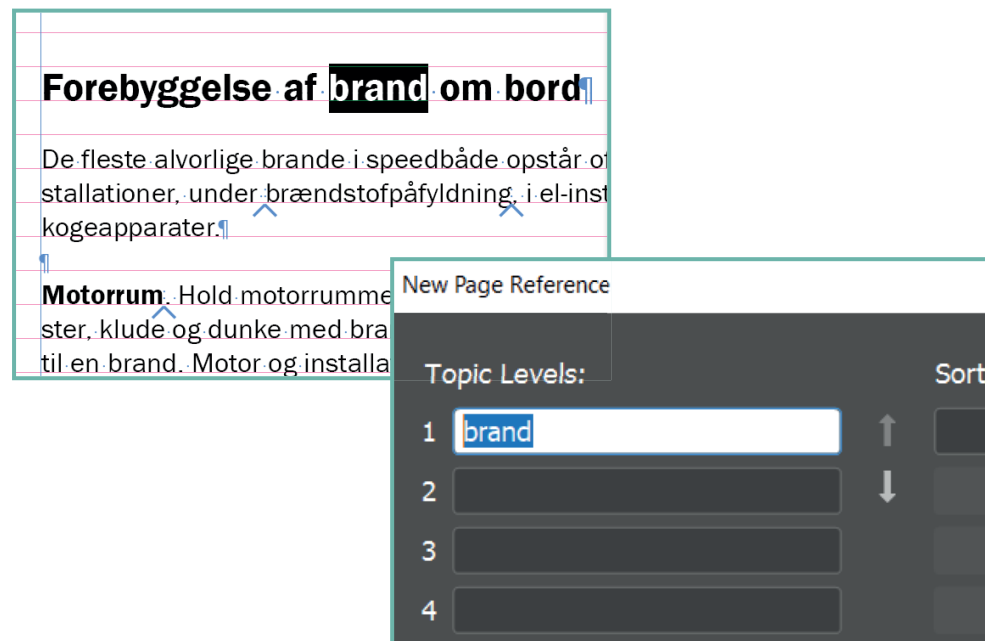 Forebyggelse af brand om bord¶
De fleste alvorlige brande i speedbåde opstår of
stallationer, under brændstofpåfyldning, i el-inst
kogeapparater.¶
¶
Motorrum. Hold motorrumme
ster, klude og dunke med bra
til en brand. Motor og installa
New Page Reference
Topic Levels:
Sort
1 brand
2
3
4